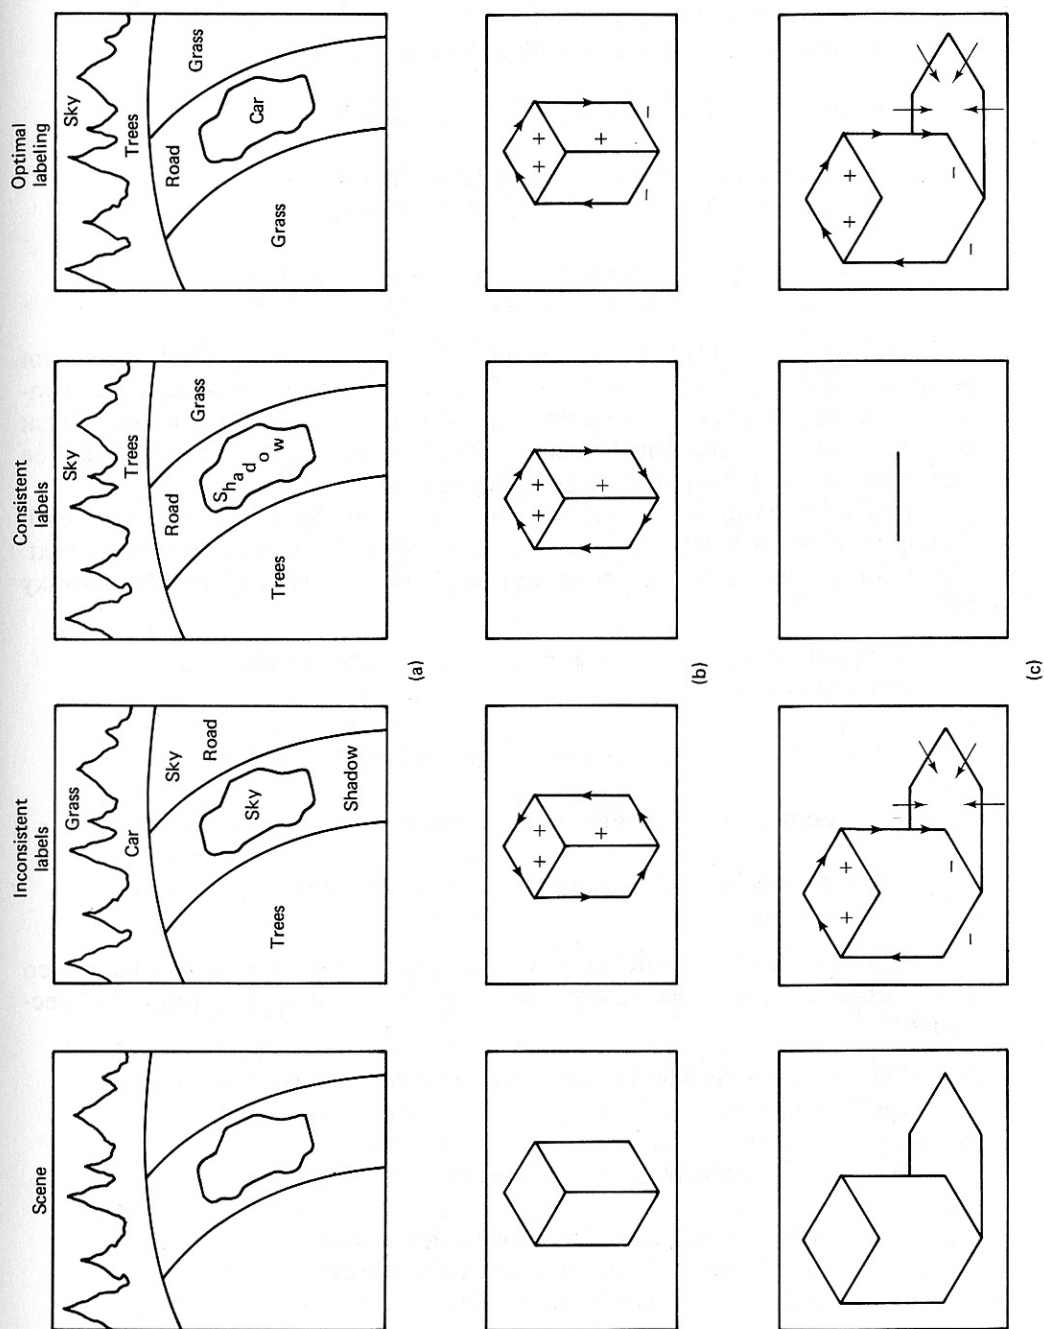 Scene
Inconsistent
labels
Consistent
labels
Optimal
labeling
Grass
Car
Sky
Road
Sky
Trees
Shadow
Sky
Trees
Road
Grass
Shadow
Trees
Sky
Trees
Road
Grass
Car
Grass
(a)
+ +
+
+ +
+
+ +
+
– –
(b)
+ +
– –
+ +
– –
(c)